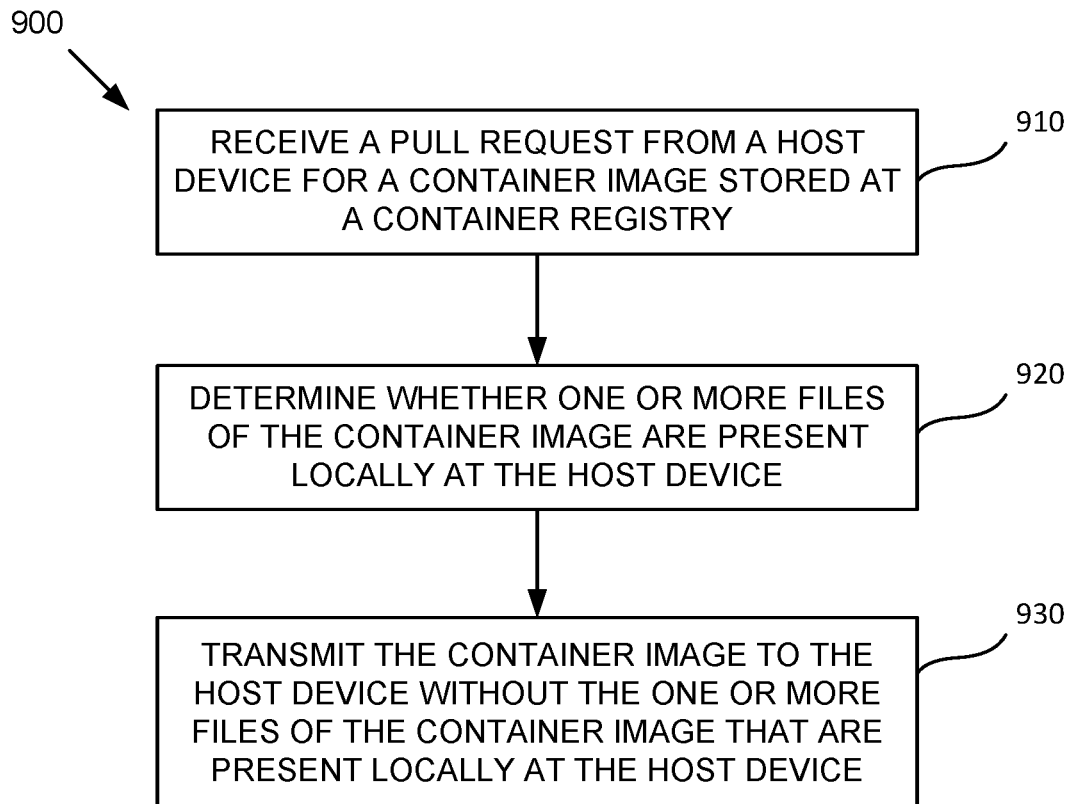 900
RECEIVE A PULL REQUEST FROM A HOST
DEVICE FOR A CONTAINER IMAGE STORED AT
A CONTAINER REGISTRY
910
DETERMINE WHETHER ONE OR MORE FILES
OF THE CONTAINER IMAGE ARE PRESENT
LOCALLY AT THE HOST DEVICE
920
TRANSMIT THE CONTAINER IMAGE TO THE
HOST DEVICE WITHOUT THE ONE OR MORE
FILES OF THE CONTAINER IMAGE THAT ARE
PRESENT LOCALLY AT THE HOST DEVICE
930